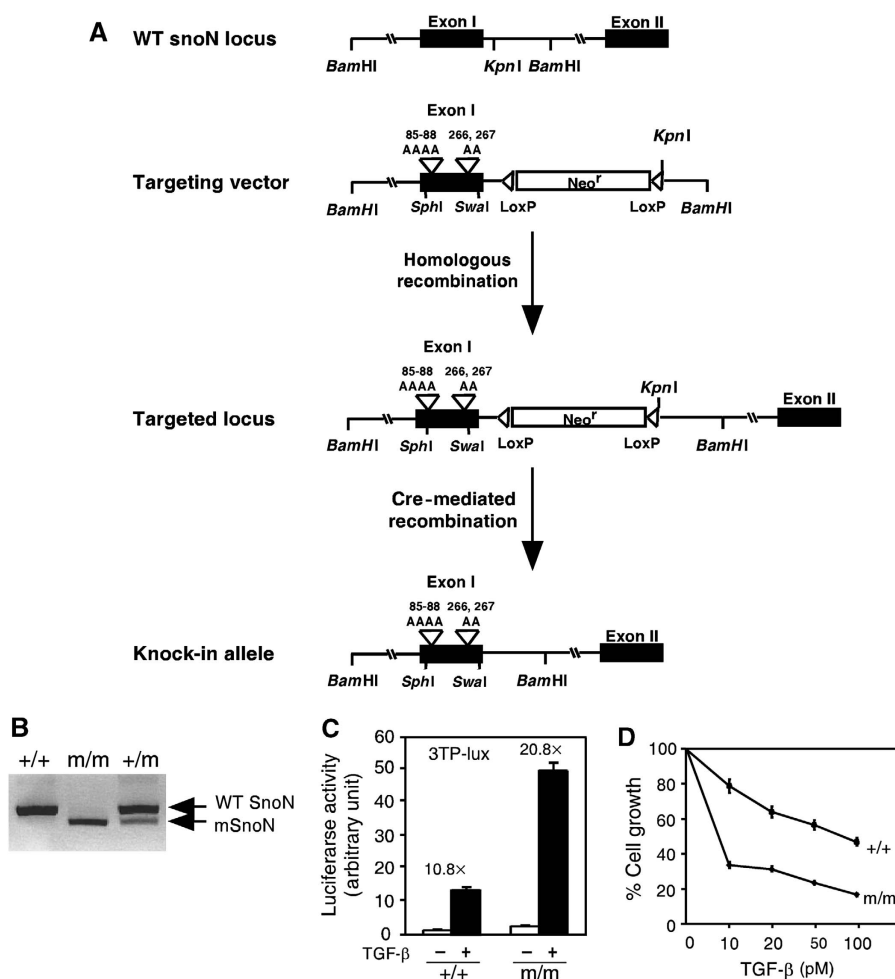 A
WT snoN locus
Exon I
Exon II
BamHI
KpnI
BamHI
Exon I
85-88
266, 267
AAAA
AA
KpnI
Targeting vector
Neor
BamHI
SphI
SwaI
LoxP
LoxP
BamHI
Homologous
recombination
Exon I
85-88
266, 267
AAAA
AA
KpnI
Exon II
Targeted locus
Neor
BamHI
SphI
SwaI
LoxP
LoxP
BamHI
Cre-mediated
recombination
Exon I
85-88
266, 267
AAAA
AA
Exon II
Knock-in allele
BamHI
SphI
SwaI
BamHI
B
+/+ m/m +/m
WT SnoN
mSnoN
C
Luciferarse activity
(arbitrary unit)
60
50
40
30
20
10
0
3TP-lux
20.8×
10.8×
TGF-β − + − +
+/+ m/m
D
% Cell growth
100
80
60
40
20
0
+/+
m/m
0 10 20 50 100
TGF-β (pM)